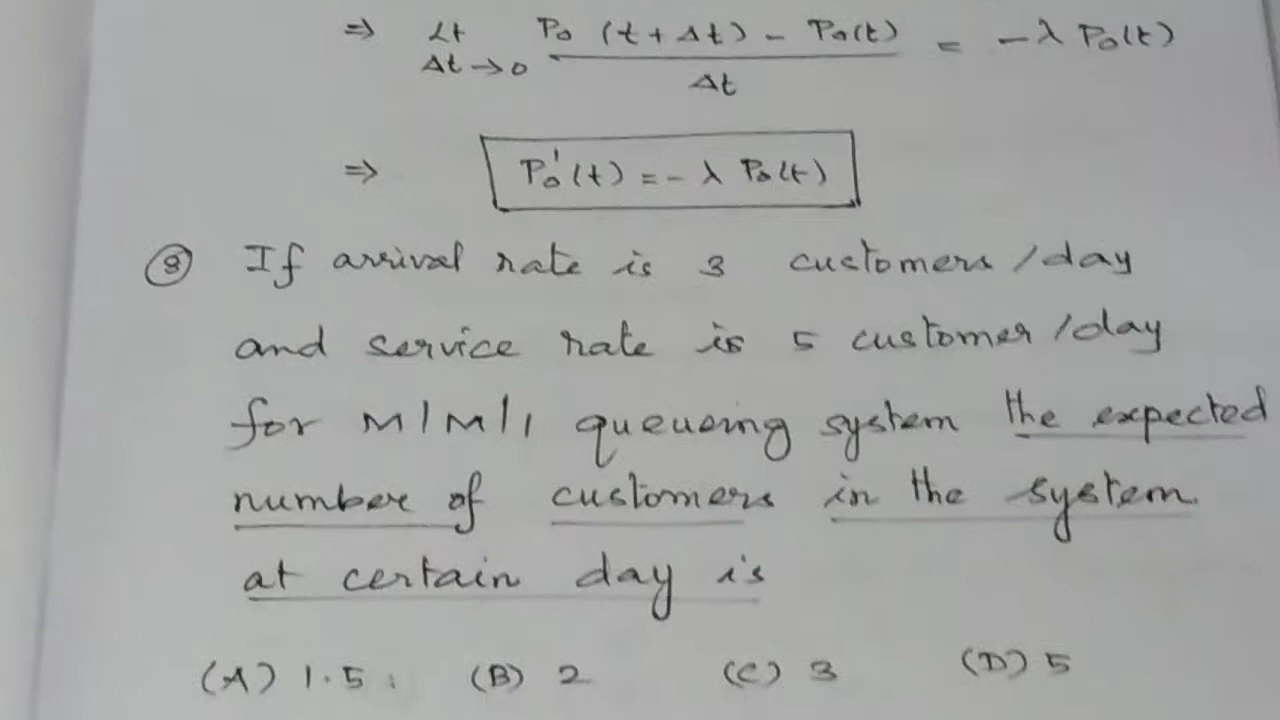 ⇒ Lt Δt→0 P₀ (t + Δt) - P₀(t) / Δt = -λ P₀(t)
⇒ P₀'(t) = -λ P₀(t)
⑧ If arrival rate is 3 customers /day
and service rate is 5 customer /day
for M/M/1 queueing system the expected
number of customers in the system
at certain day is
(A) 1.5. (B) 2 (C) 3 (D) 5